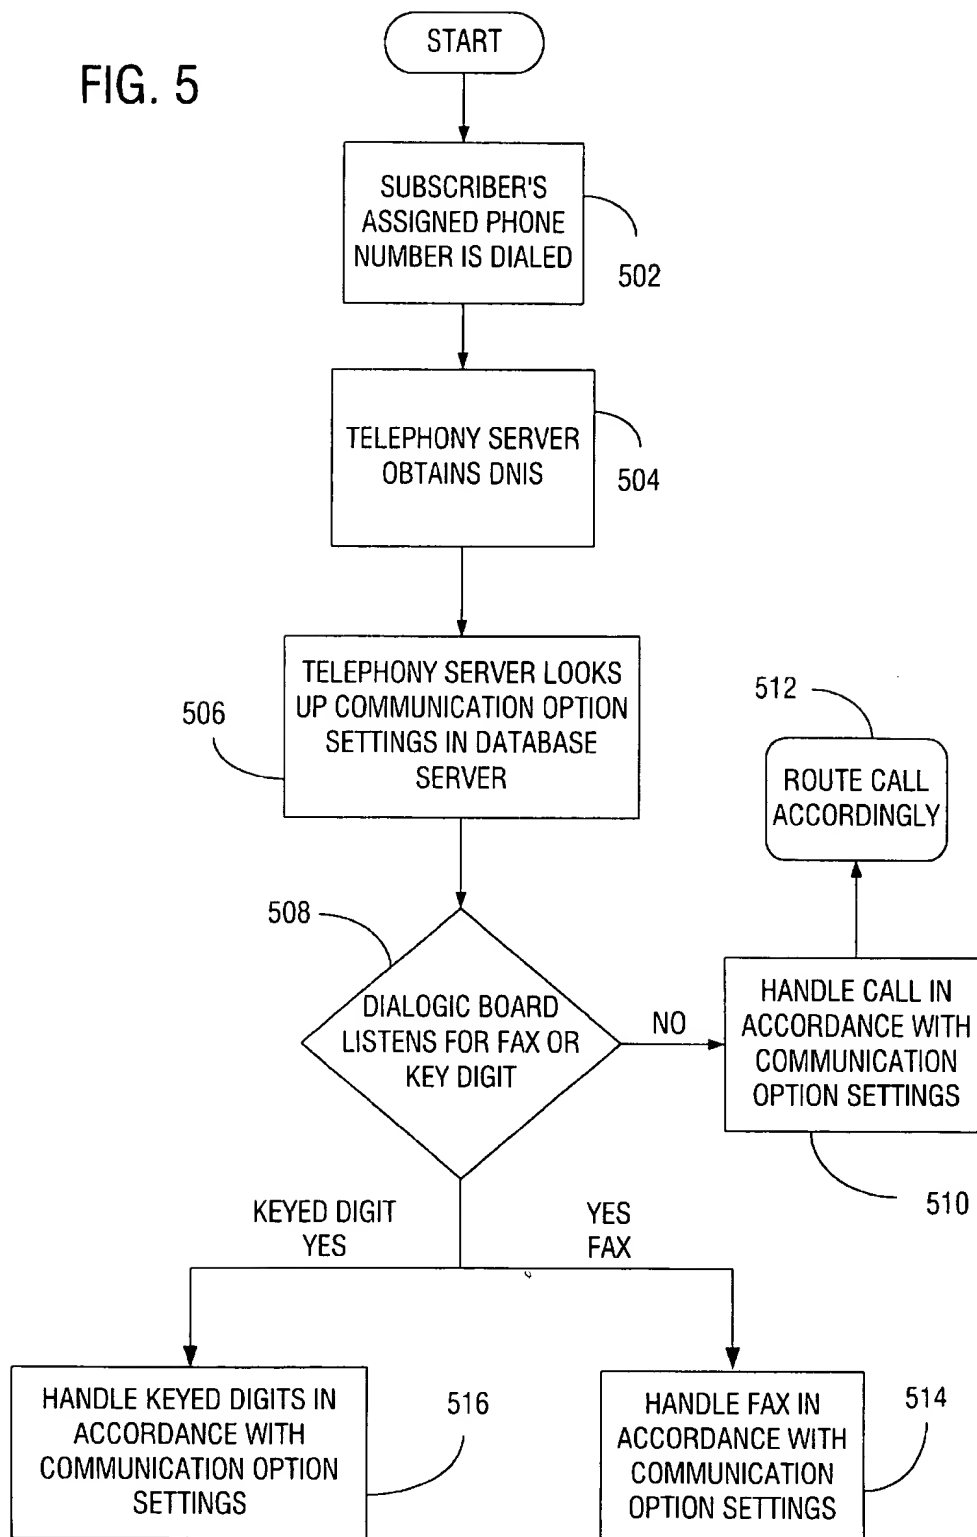 START
FIG. 5
SUBSCRIBER'S
ASSIGNED PHONE
NUMBER IS DIALED
502
TELEPHONY SERVER
OBTAINS DNIS
504
TELEPHONY SERVER LOOKS
UP COMMUNICATION OPTION
SETTINGS IN DATABASE
SERVER
506
512
ROUTE CALL
ACCORDINGLY
508
DIALOGIC BOARD
LISTENS FOR FAX OR
KEY DIGIT
NO
HANDLE CALL IN
ACCORDANCE WITH
COMMUNICATION
OPTION SETTINGS
510
KEYED DIGIT
YES
YES
FAX
HANDLE KEYED DIGITS IN
ACCORDANCE WITH
COMMUNICATION OPTION
SETTINGS
516
HANDLE FAX IN
ACCORDANCE WITH
COMMUNICATION
OPTION SETTINGS
514